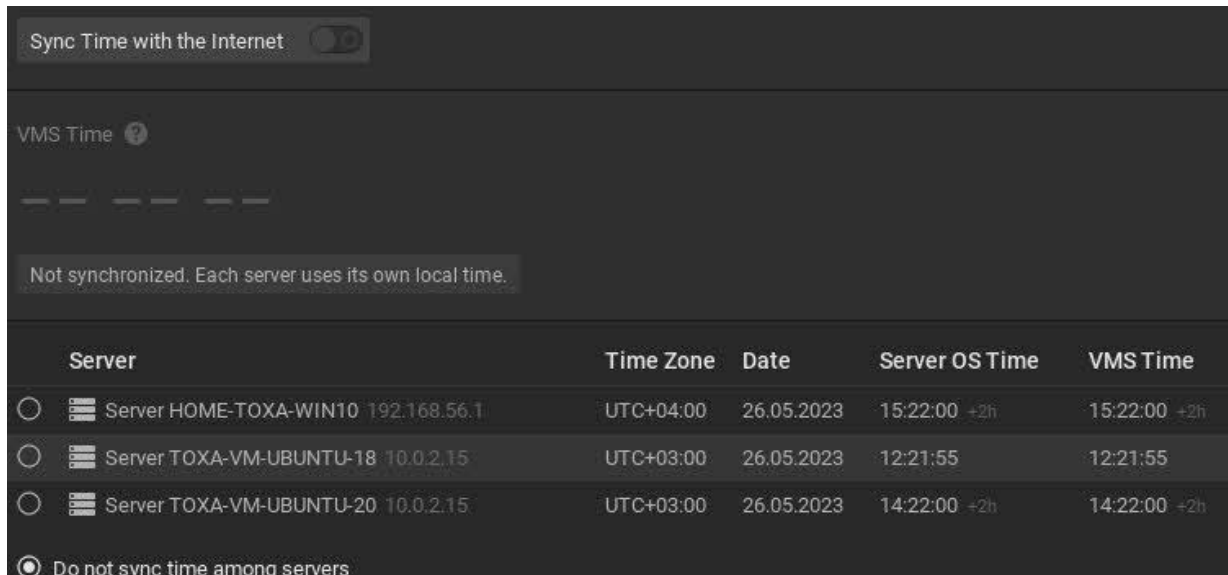 Sync Time with the Internet
VMS Time ?
-- -- --
Not synchronized. Each server uses its own local time.
Server Time Zone Date Server OS Time VMS Time
Server HOME-TOXA-WIN10 192.168.56.1 UTC+04:00 26.05.2023 15:22:00 +2h 15:22:00 +2h
Server TOXA-VM-UBUNTU-18 10.0.2.15 UTC+03:00 26.05.2023 12:21:55 12:21:55
Server TOXA-VM-UBUNTU-20 10.0.2.15 UTC+03:00 26.05.2023 14:22:00 +2h 14:22:00 +2h
Do not sync time among servers